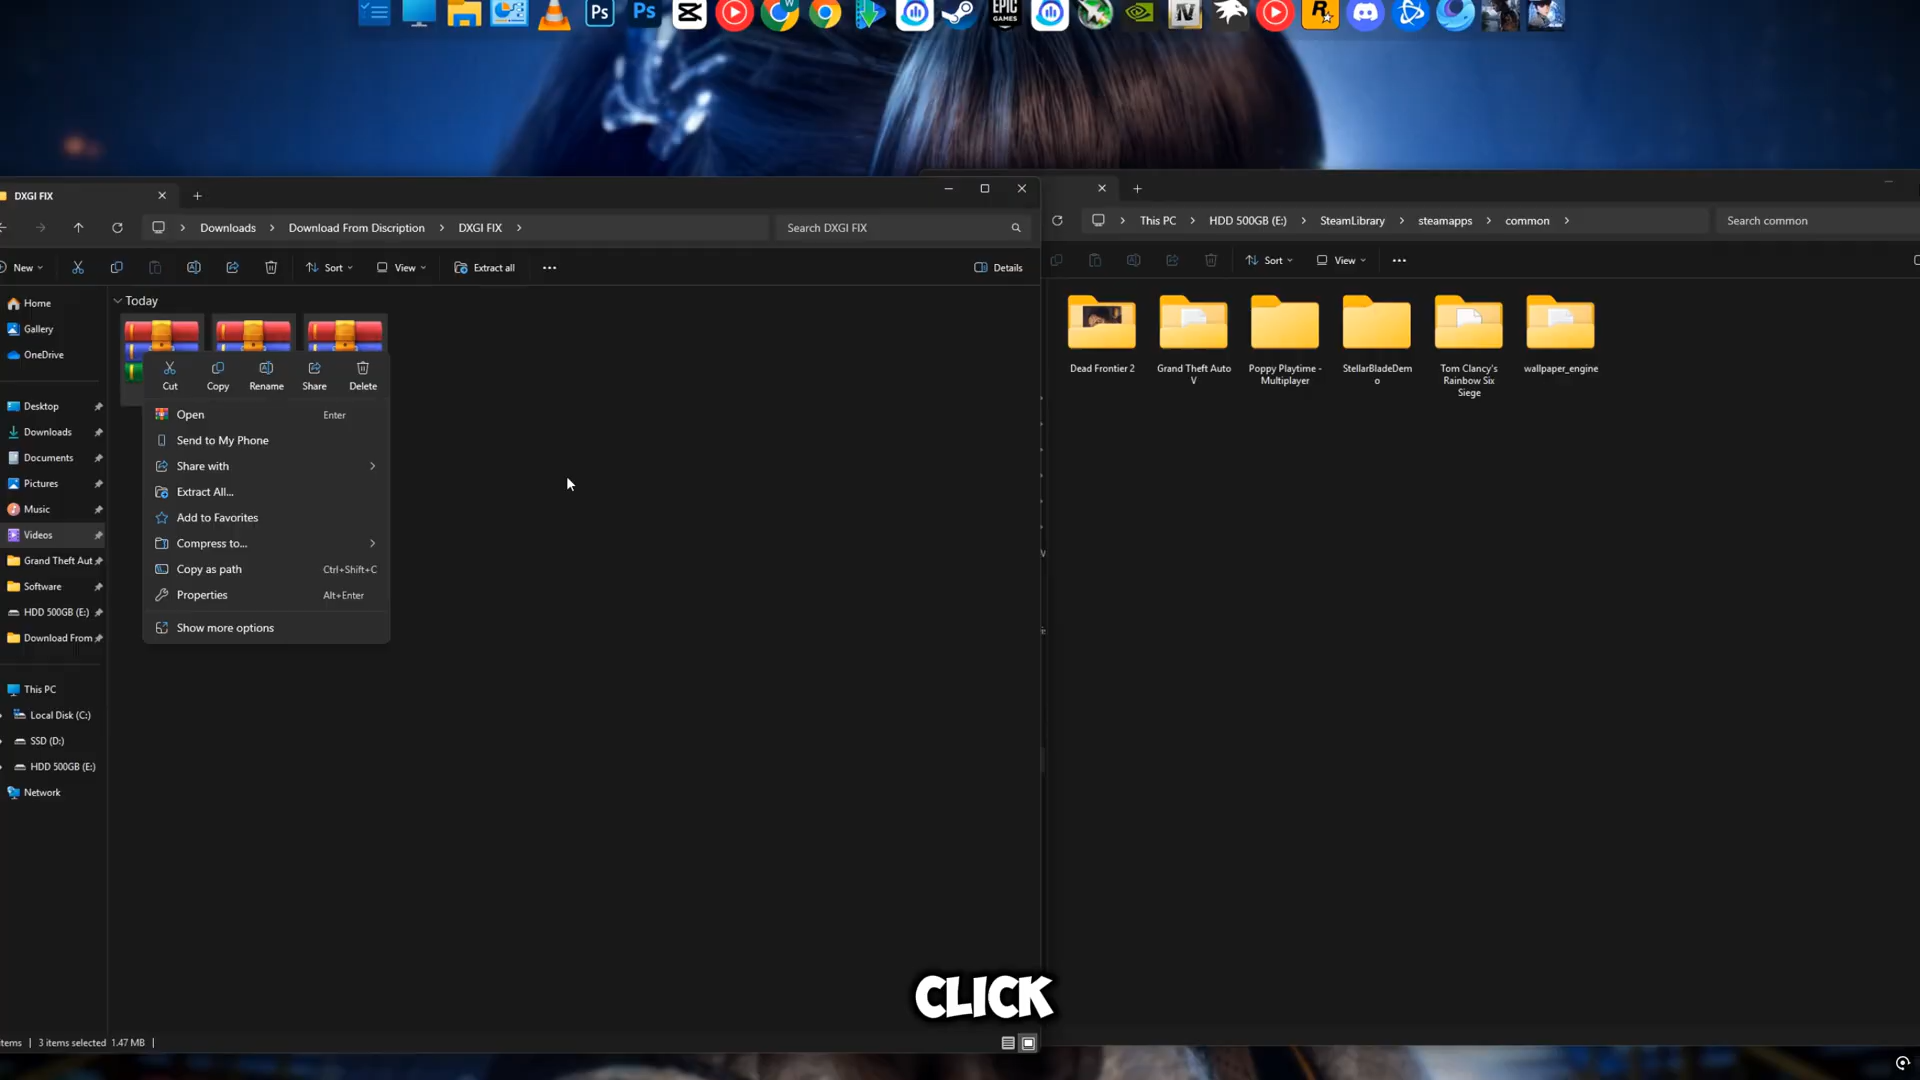 EPIC
GAMES
DXGI FIX
Downloads
Download From Discription
DXGI FIX
Search DXGI FIX
New
Sort
View
Extract all
Details
Home
Gallery
OneDrive
Desktop
Downloads
Documents
Pictures
Music
Videos
Grand Theft Aut
Software
HDD 500GB (E:)
Download From
This PC
Local Disk (C:)
SSD (D:)
HDD 500GB (E:)
Network
Today
Cut
Copy
Rename
Share
Delete
Open Enter
Send to My Phone
Share with
Extract All...
Add to Favorites
Compress to...
Copy as path Ctrl+Shift+C
Properties Alt+Enter
Show more options
tems
3 items selected 1.47 MB
This PC
HDD 500GB (E:)
SteamLibrary
steamapps
common
Search common
Sort
View
Dead Frontier 2
Grand Theft Auto
V
Poppy Playtime -
Multiplayer
StellarBladeDem
o
Tom Clancy's
Rainbow Six
Siege
wallpaper_engine
CLICK